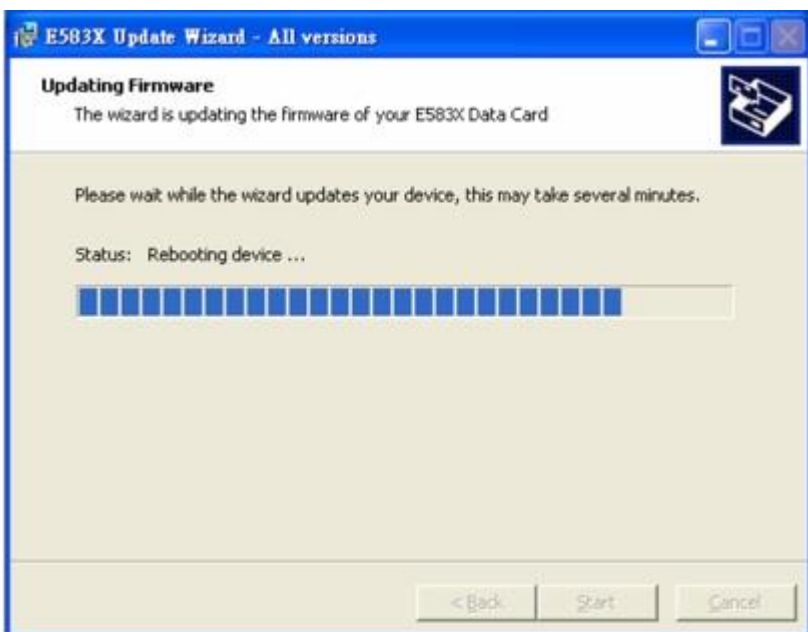 E583X Update Wizard - All versions
Updating Firmware
The wizard is updating the firmware of your E583X Data Card
Please wait while the wizard updates your device, this may take several minutes.
Status: Rebooting device ...
< Back Start Cancel